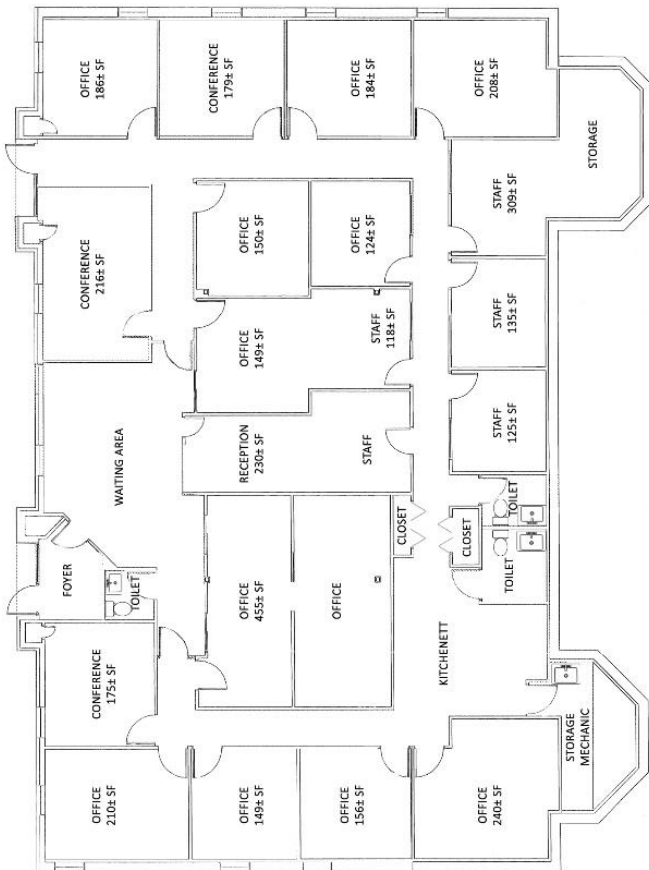 OFFICE
186± SF
CONFERENCE
179± SF
OFFICE
184± SF
OFFICE
208± SF
STORAGE
CONFERENCE
216± SF
OFFICE
150± SF
OFFICE
124± SF
STAFF
309± SF
OFFICE
149± SF
STAFF
118± SF
STAFF
135± SF
WAITING AREA
RECEPTION
230± SF
STAFF
STAFF
125± SF
FOYER
TOILET
OFFICE
455± SF
OFFICE
CLOSET
CLOSET
TOILET
TOILET
CONFERENCE
175± SF
KITCHENETT
OFFICE
210± SF
OFFICE
149± SF
OFFICE
156± SF
OFFICE
240± SF
STORAGE
MECHANIC